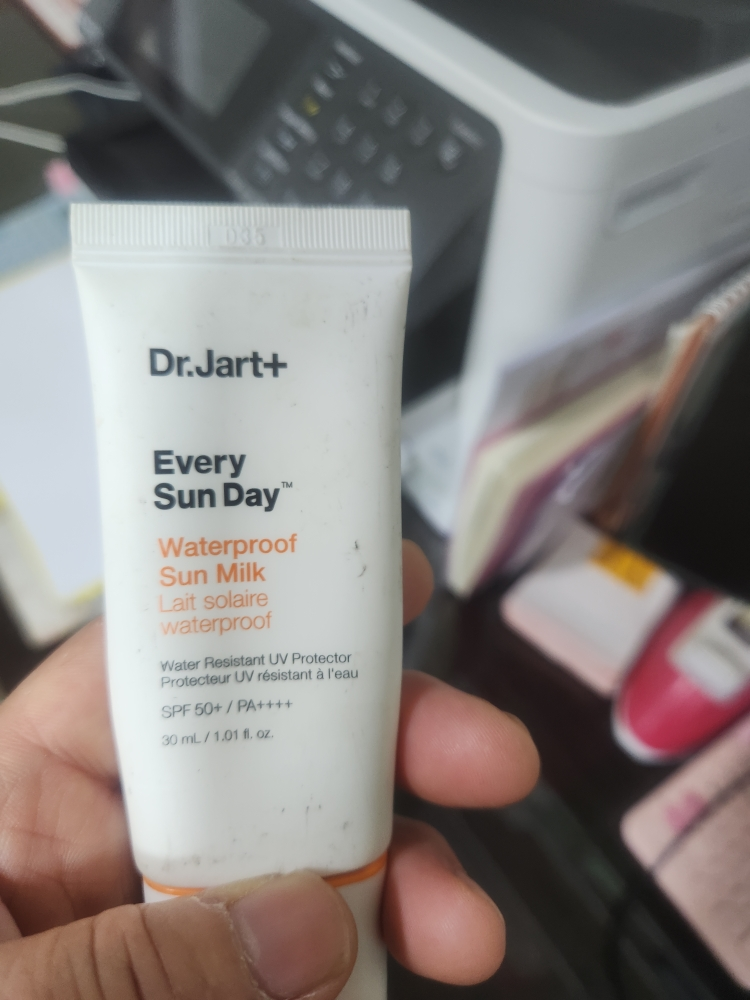 Dr.Jart+
Every
Sun Day™
Waterproof
Sun Milk
Lait solaire
waterproof
Water Resistant UV Protector
Protecteur UV résistant à l'eau
SPF 50+ / PA++++
30 mL / 1.01 fl. oz.